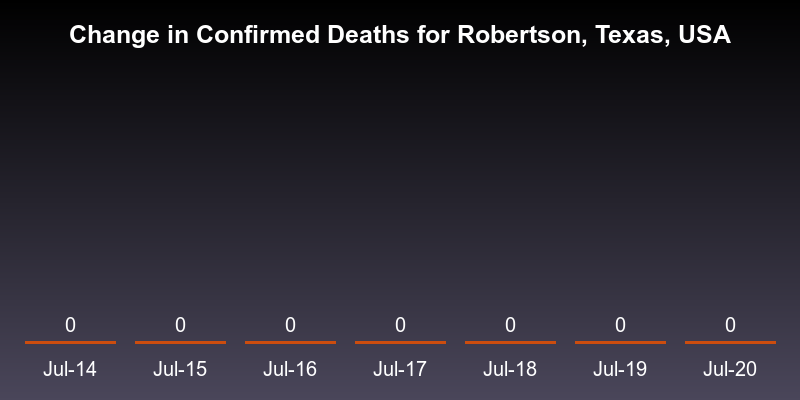 Change in Confirmed Deaths for Robertson, Texas, USA
0 0 0 0 0 0 0
Jul-14 Jul-15 Jul-16 Jul-17 Jul-18 Jul-19 Jul-20